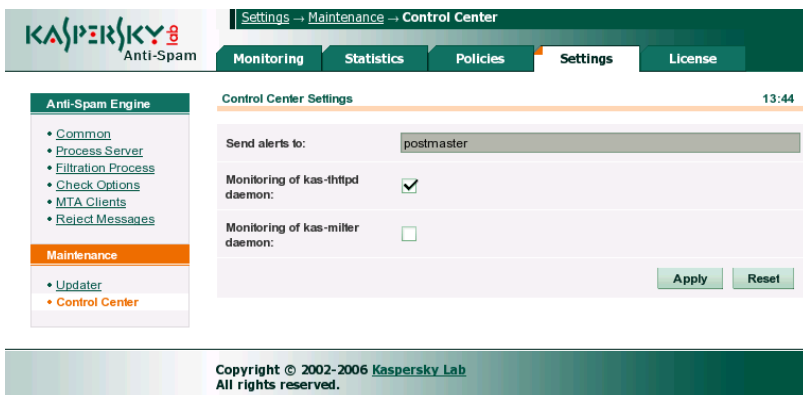 Settings → Maintenance → Control Center
KASPERSKY lab
Anti-Spam
Monitoring
Statistics
Policies
Settings
License
Anti-Spam Engine
• Common
• Process Server
• Filtration Process
• Check Options
• MTA Clients
• Reject Messages
Maintenance
• Updater
• Control Center
Control Center Settings 13:44
Send alerts to: postmaster
Monitoring of kas-thttpd
daemon:
Monitoring of kas-milter
daemon:
Apply Reset
Copyright © 2002-2006 Kaspersky Lab
All rights reserved.